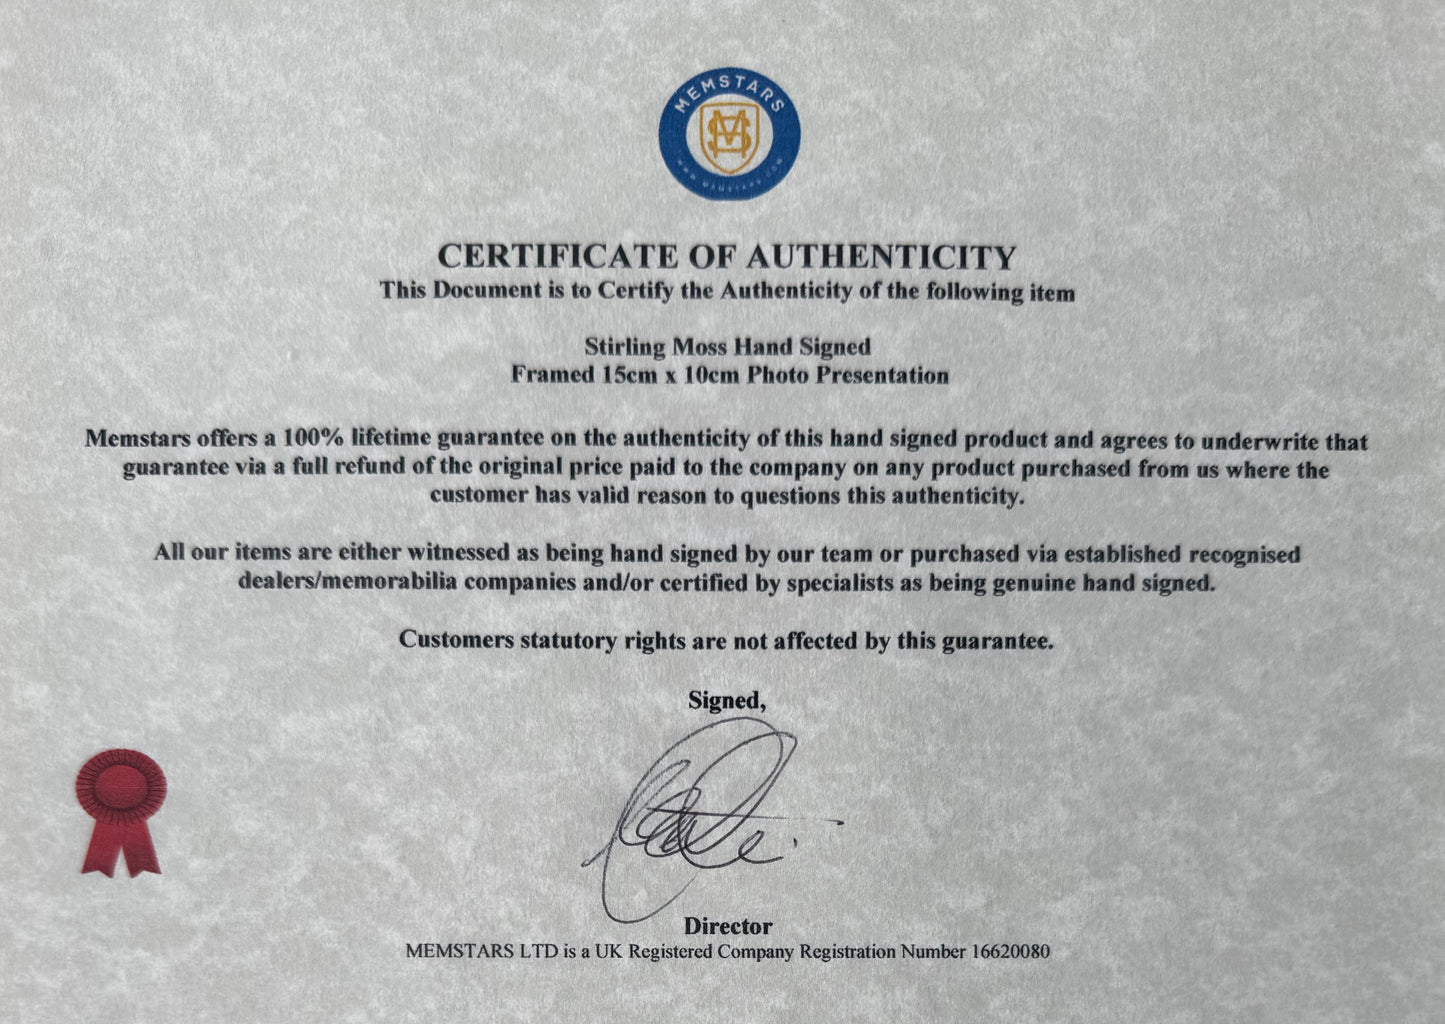 MEMSTARS
MS
WWW.MEMSTARS.COM
CERTIFICATE OF AUTHENTICITY
This Document is to Certify the Authenticity of the following item
Stirling Moss Hand Signed
Framed 15cm x 10cm Photo Presentation
Memstars offers a 100% lifetime guarantee on the authenticity of this hand signed product and agrees to underwrite that
guarantee via a full refund of the original price paid to the company on any product purchased from us where the
customer has valid reason to questions this authenticity.
All our items are either witnessed as being hand signed by our team or purchased via established recognised
dealers/memorabilia companies and/or certified by specialists as being genuine hand signed.
Customers statutory rights are not affected by this guarantee.
Signed,
Director
MEMSTARS LTD is a UK Registered Company Registration Number 16620080